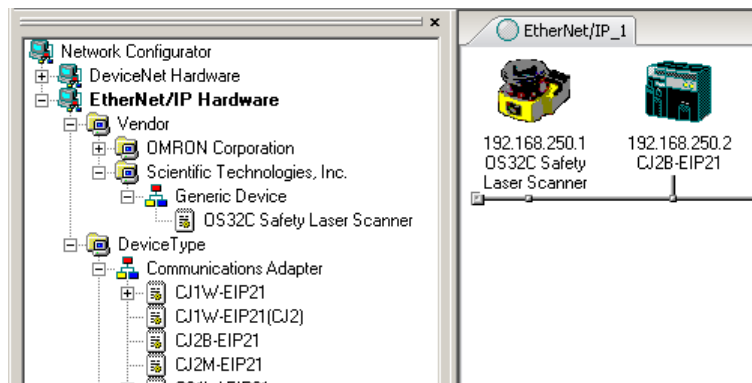 Network Configurator
DeviceNet Hardware
EtherNet/IP Hardware
Vendor
OMRON Corporation
Scientific Technologies, Inc.
Generic Device
OS32C Safety Laser Scanner
DeviceType
Communications Adapter
CJ1W-EIP21
CJ1W-EIP21(CJ2)
CJ2B-EIP21
CJ2M-EIP21
EtherNet/IP_1
192.168.250.1
OS32C Safety
Laser Scanner
192.168.250.2
CJ2B-EIP21